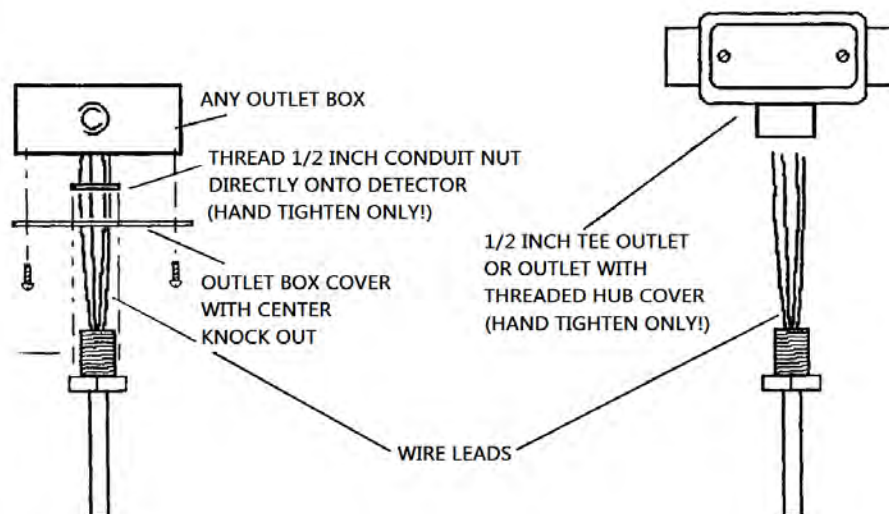 ANY OUTLET BOX
THREAD 1/2 INCH CONDUIT NUT
DIRECTLY ONTO DETECTOR
(HAND TIGHTEN ONLY!)
OUTLET BOX COVER
WITH CENTER
KNOCK OUT
1/2 INCH TEE OUTLET
OR OUTLET WITH
THREADED HUB COVER
(HAND TIGHTEN ONLY!)
WIRE LEADS